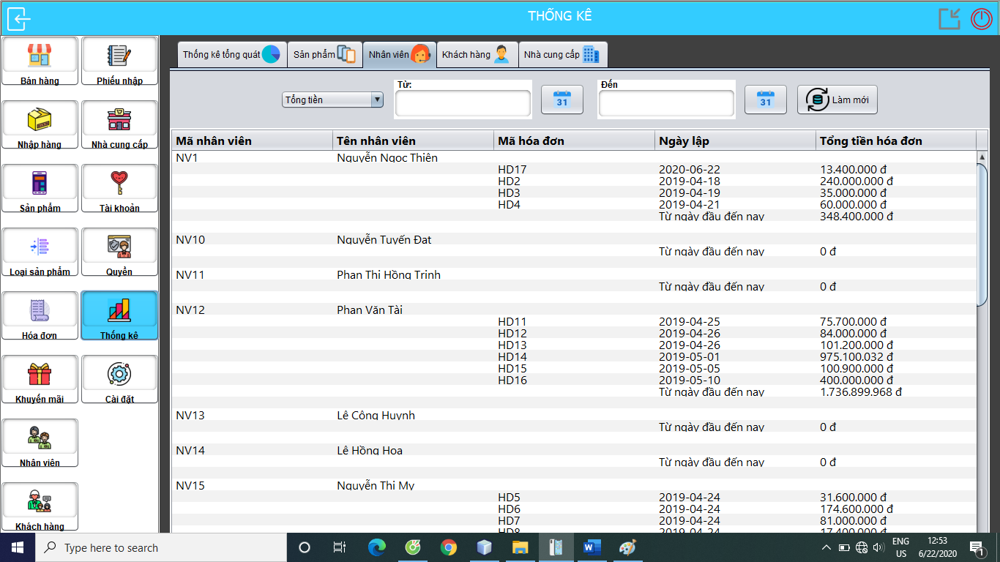 THỐNG KÊ
Bán hàng
Phiếu nhập
Nhập hàng
Nhà cung cấp
Sản phẩm
Tài khoản
Loại sản phẩm
Quyền
Hóa đơn
Thống kê
Khuyến mãi
Cài đặt
Nhân viên
Khách hàng
Thống kê tổng quát
Sản phẩm
Nhân viên
Khách hàng
Nhà cung cấp
Tổng tiền
Từ:
31
Đến
31
Làm mới
Mã nhân viên Tên nhân viên Mã hóa đơn Ngày lập Tổng tiền hóa đơn
NV1 Nguyễn Ngọc Thiên
HD17 2020-06-22 13.400.000 đ
HD2 2019-04-18 240.000.000 đ
HD3 2019-04-19 35.000.000 đ
HD4 2019-04-21 60.000.000 đ
Từ ngày đầu đến nay 348.400.000 đ
NV10 Nguyễn Tuyến Đạt
Từ ngày đầu đến nay 0 đ
NV11 Phan Thị Hồng Trinh
Từ ngày đầu đến nay 0 đ
NV12 Phan Văn Tài
HD11 2019-04-25 75.700.000 đ
HD12 2019-04-26 84.000.000 đ
HD13 2019-04-26 101.200.000 đ
HD14 2019-05-01 975.100.032 đ
HD15 2019-05-05 100.900.000 đ
HD16 2019-05-10 400.000.000 đ
Từ ngày đầu đến nay 1.736.899.968 đ
NV13 Lê Công Huynh
Từ ngày đầu đến nay 0 đ
NV14 Lê Hồng Hoa
Từ ngày đầu đến nay 0 đ
NV15 Nguyễn Thị My
HD5 2019-04-24 31.600.000 đ
HD6 2019-04-24 174.600.000 đ
HD7 2019-04-24 81.000.000 đ
HD8 2019-04-24 17.400.000 đ
Type here to search
ENG
US
12:53
6/22/2020
1